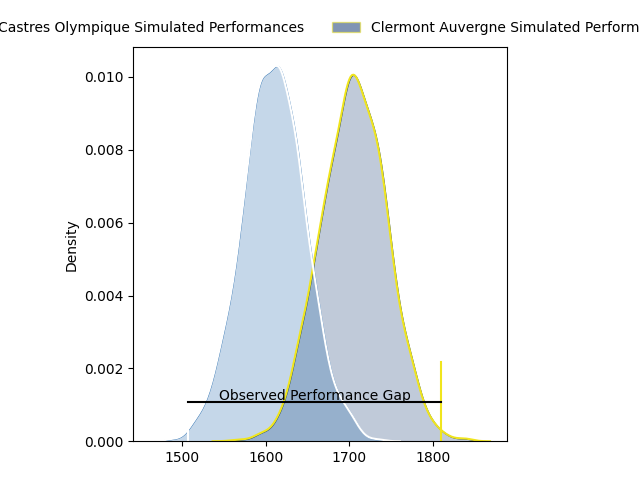 Castres Olympique Simulated Performances
Clermont Auvergne Simulated Perform
0.010
0.008
0.006
0.004
0.002
0.000
Density
Observed Performance Gap
1500 1600 1700 1800